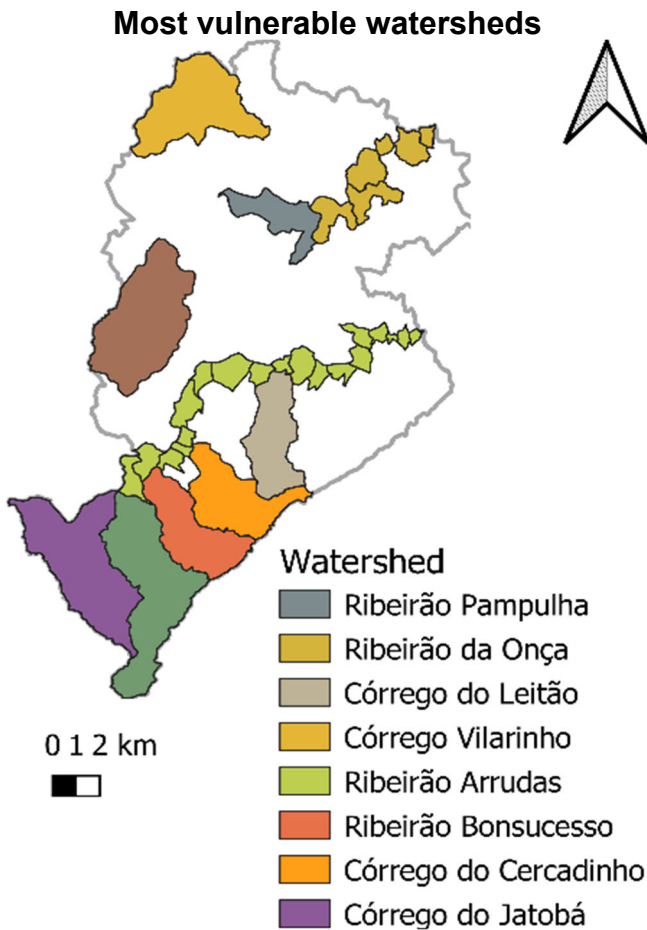 Most vulnerable watersheds
Watershed
Ribeirão Pampulha
Ribeirão da Onça
Córrego do Leitão
Córrego Vilarinho
Ribeirão Arrudas
Ribeirão Bonsucesso
Córrego do Cercadinho
Córrego do Jatobá
0 1 2 km